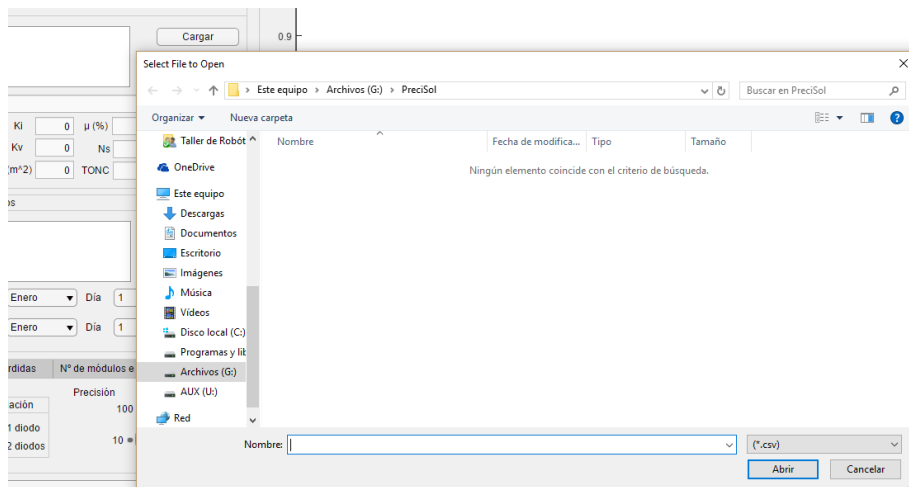 Cargar
0.9
Select File to Open
Este equipo > Archivos (G:) > PreciSol
Buscar en PreciSol
Organizar
Nueva carpeta
Ki 0 µ (%)
Kv 0 Ns
(m^2) 0 TONC
os
Enero Día 1
Enero Día 1
rdidas Nº de módulos e
Precisión
ación 100
1 diodo
10
2 diodos
Taller de Robót
OneDrive
Este equipo
Descargas
Documentos
Escritorio
Imágenes
Música
Vídeos
Disco local (C:)
Programas y lib
Archivos (G:)
AUX (U:)
Red
Nombre Fecha de modifica... Tipo Tamaño
Ningún elemento coincide con el criterio de búsqueda.
Nombre: (*.csv)
Abrir Cancelar